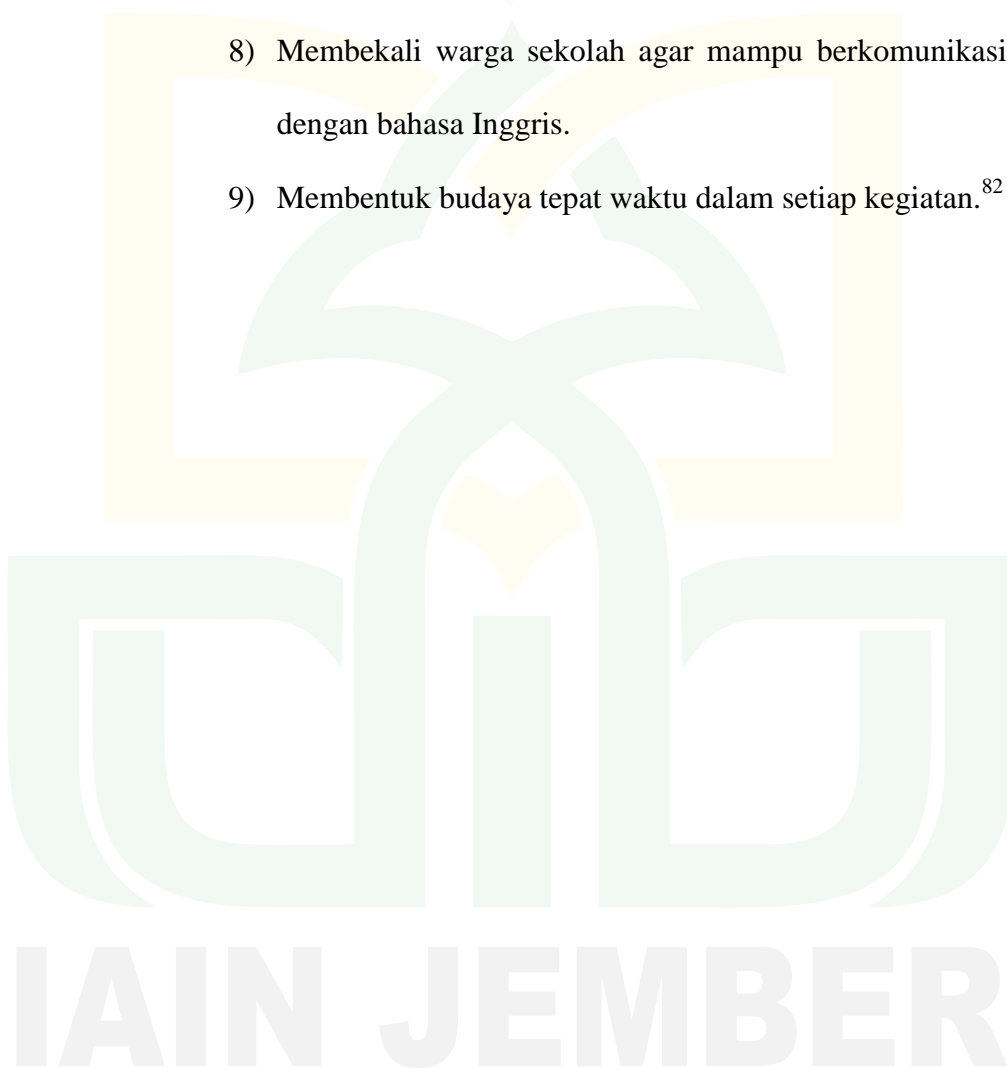 8) Membekali warga sekolah agar mampu berkomunikasi
dengan bahasa Inggris.
9) Membentuk budaya tepat waktu dalam setiap kegiatan.82
IAIN JEMBER